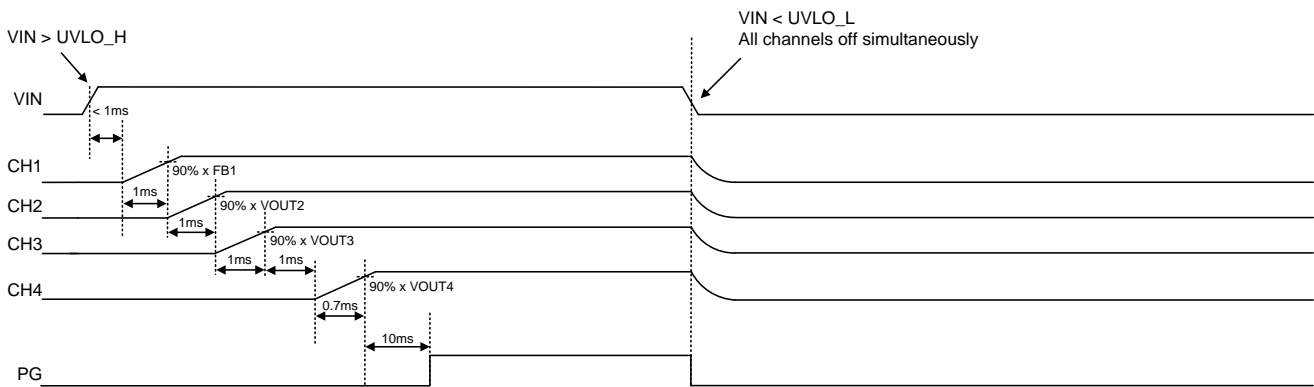 VIN > UVLO_H
VIN < UVLO_L
All channels off simultaneously
VIN
< 1ms
CH1
90% x FB1
1ms
CH2
90% x VOUT2
1ms
CH3
90% x VOUT3
1ms
1ms
CH4
90% x VOUT4
0.7ms
10ms
PG